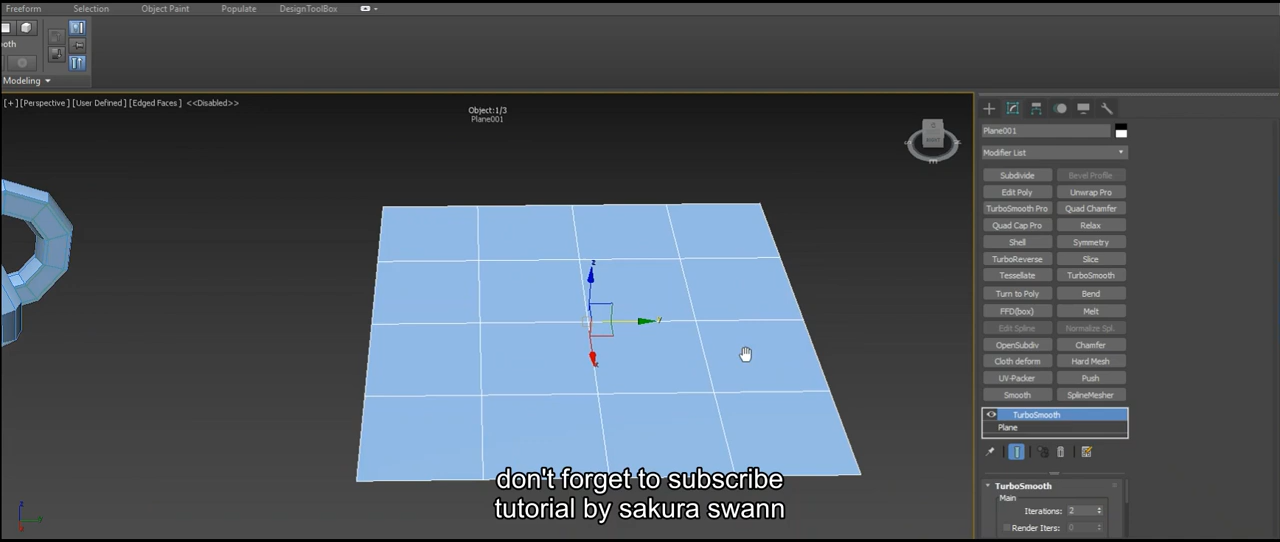 Freeform Selection Object Paint Populate DesignToolBox
Modeling
[+] [Perspective] [User Defined] [Edged Faces] <<Disabled>>
Object:1/3
Plane001
Plane001
Modifier List
Subdivide Bevel Profile
Edit Poly Unwrap Pro
TurboSmooth Pro Quad Chamfer
Quad Cap Pro Relax
Shell Symmetry
TurboReverse Slice
Tessellate TurboSmooth
Turn to Poly Bend
FFD(box) Melt
Edit Spline Normalize Spl.
OpenSubdiv Chamfer
Cloth deform Hard Mesh
UV-Packer Push
Smooth SplineMesher
TurboSmooth
Plane
TurboSmooth
Main
Iterations: 2
Render Iters: 0
z
y
x
don't forget to subscribe
tutorial by sakura swann